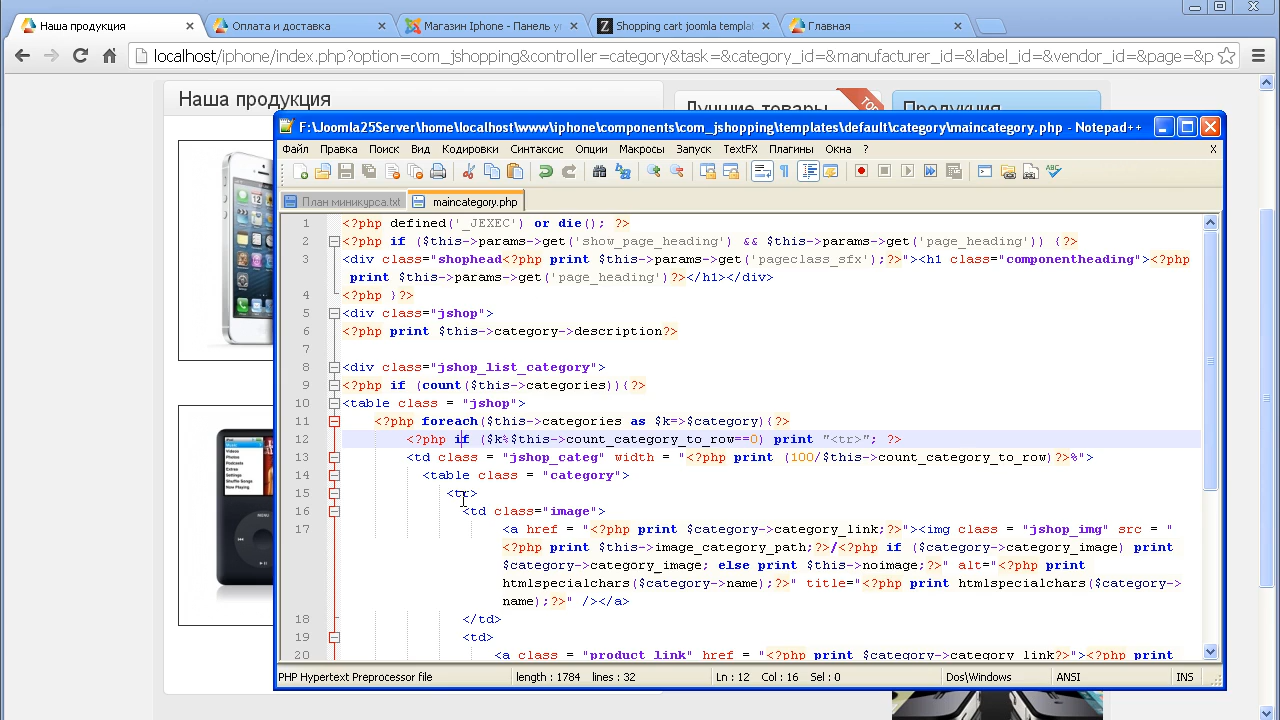 Наша продукция
Оплата и доставка
Магазин Iphone - Панель уп
Shopping cart joomla templat
Главная
localhost/iphone/index.php?option=com_jshopping&controller=category&task=&category_id=&manufacturer_id=&label_id=&vendor_id=&page=&p
Наша продукция
Лучшие товары
TOP
Продукция
F:\Joomla25Server\home\localhost\www\iphone\components\com_jshopping\templates\default\category\maincategory.php - Notepad++
Файл Правка Поиск Вид Кодировки Синтаксис Опции Макросы Запуск TextFX Плагины Окна ? X
План миникурса.txt
maincategory.php
1 <?php defined('_JEXEC') or die(); ?>
2 <?php if ($this->params->get('show_page_heading') && $this->params->get('page_heading')) {?>
3 <div class="shophead<?php print $this->params->get('pageclass_sfx');?>"><h1 class="componentheading"><?php
print $this->params->get('page_heading')?></h1></div>
4 <?php }?>
5 <div class="jshop">
6 <?php print $this->category->description?>
7
8 <div class="jshop_list_category">
9 <?php if (count($this->categories)){?>
10 <table class = "jshop">
11 <?php foreach($this->categories as $k=>$category){?>
12 <?php if ($k%$this->count_category_to_row==0) print "<tr>"; ?>
13 <td class = "jshop_categ" width = "<?php print (100/$this->count_category_to_row)?>%">
14 <table class = "category">
15 <tr>
16 <td class="image">
17 <a href = "<?php print $category->category_link;?>"><img class = "jshop_img" src = "
<?php print $this->image_category_path;?>/<?php if ($category->category_image) print
$category->category_image; else print $this->noimage;?>" alt="<?php print
htmlspecialchars($category->name);?>" title="<?php print htmlspecialchars($category->
name);?>" /></a>
18 </td>
19 <td>
20 <a class = "product_link" href = "<?php print $category->category_link?>"><?php print
PHP Hypertext Preprocessor file length : 1784 lines : 32 Ln : 12 Col : 16 Sel : 0 Dos\Windows ANSI INS